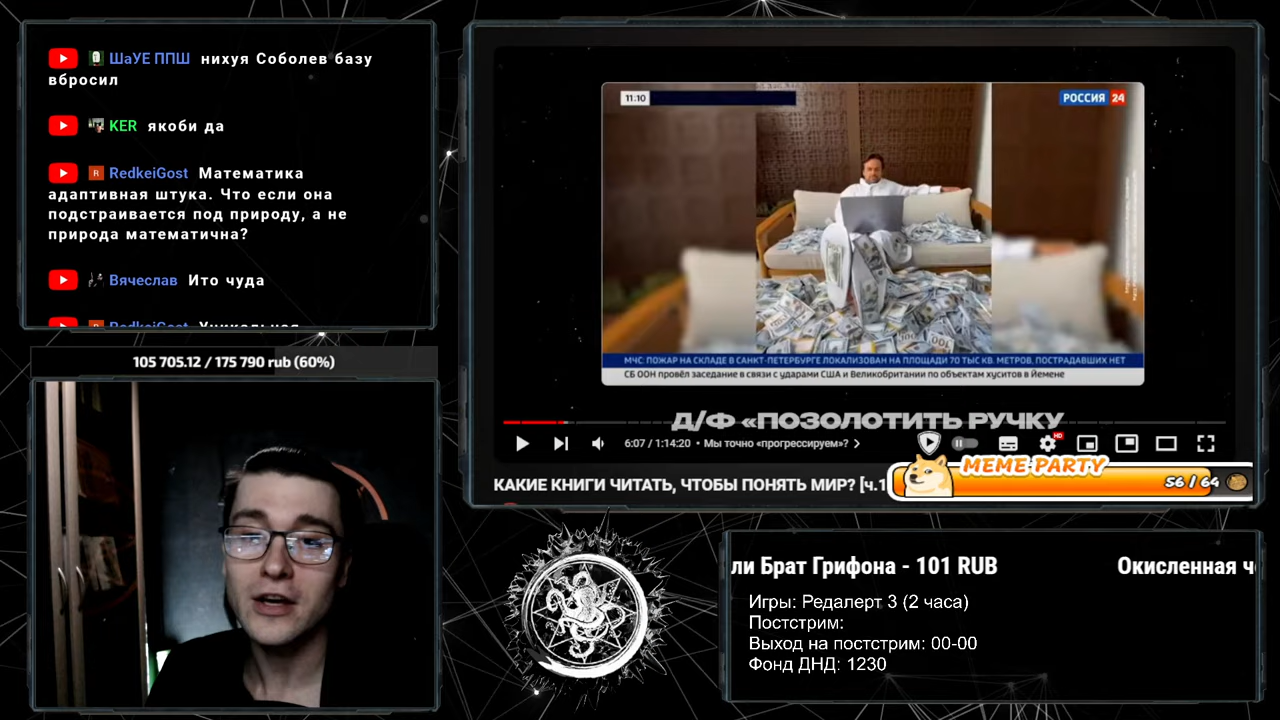 ШаУЕ ППШ нихуя Соболев базу
вбросил
KER якоби да
RedkeiGost Математика
адаптивная штука. Что если она
подстраивается под природу, а не
природа математична?
Вячеслав Ито чуда
RedkeiGost Уникальная
105 705.12 / 175 790 rub (60%)
11:10
РОССИЯ 24
МЧС: ПОЖАР НА СКЛАДЕ В САНКТ-ПЕТЕРБУРГЕ ЛОКАЛИЗОВАН НА ПЛОЩАДИ 70 ТЫС КВ. МЕТРОВ, ПОСТРАДАВШИХ НЕТ
СБ ООН провёл заседание в связи с ударами США и Великобритании по объектам хуситов в Йемене
Д/Ф «ПОЗОЛОТИТЬ РУЧКУ
6:07 / 1:14:20 • Мы точно «прогрессируем»?
HD
КАКИЕ КНИГИ ЧИТАТЬ, ЧТОБЫ ПОНЯТЬ МИР? [ч.1
MEME PARTY
56 / 64
ли Брат Грифона - 101 RUB Окисленная
Игры: Редалерт 3 (2 часа)
Постстрим:
Выход на постстрим: 00-00
Фонд ДНД: 1230